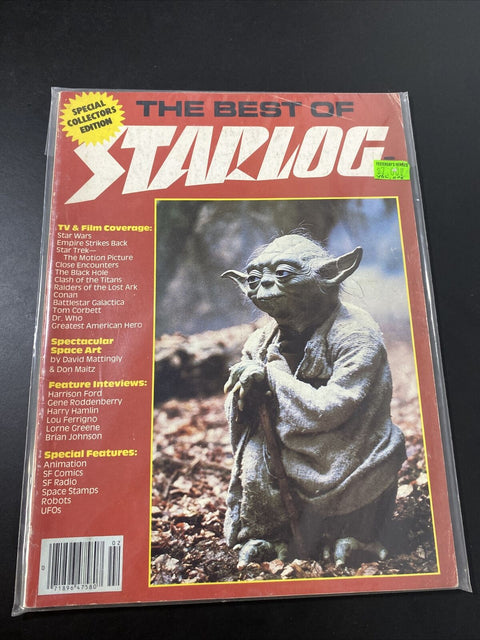 SPECIAL
COLLECTORS
EDITION
THE BEST OF
STARLOG
TV & Film Coverage:
Star Wars
Empire Strikes Back
Star Trek—
The Motion Picture
Close Encounters
The Black Hole
Clash of the Titans
Raiders of the Lost Ark
Conan
Battlestar Galactica
Tom Corbett
Dr. Who
Greatest American Hero
Spectacular
Space Art
by David Mattingly
& Don Maitz
Feature Interviews:
Harrison Ford
Gene Roddenberry
Harry Hamlin
Lou Ferrigno
Lorne Greene
Brian Johnson
Special Features:
Animation
SF Comics
SF Radio
Space Stamps
Robots
UFOs
02
71896 47580